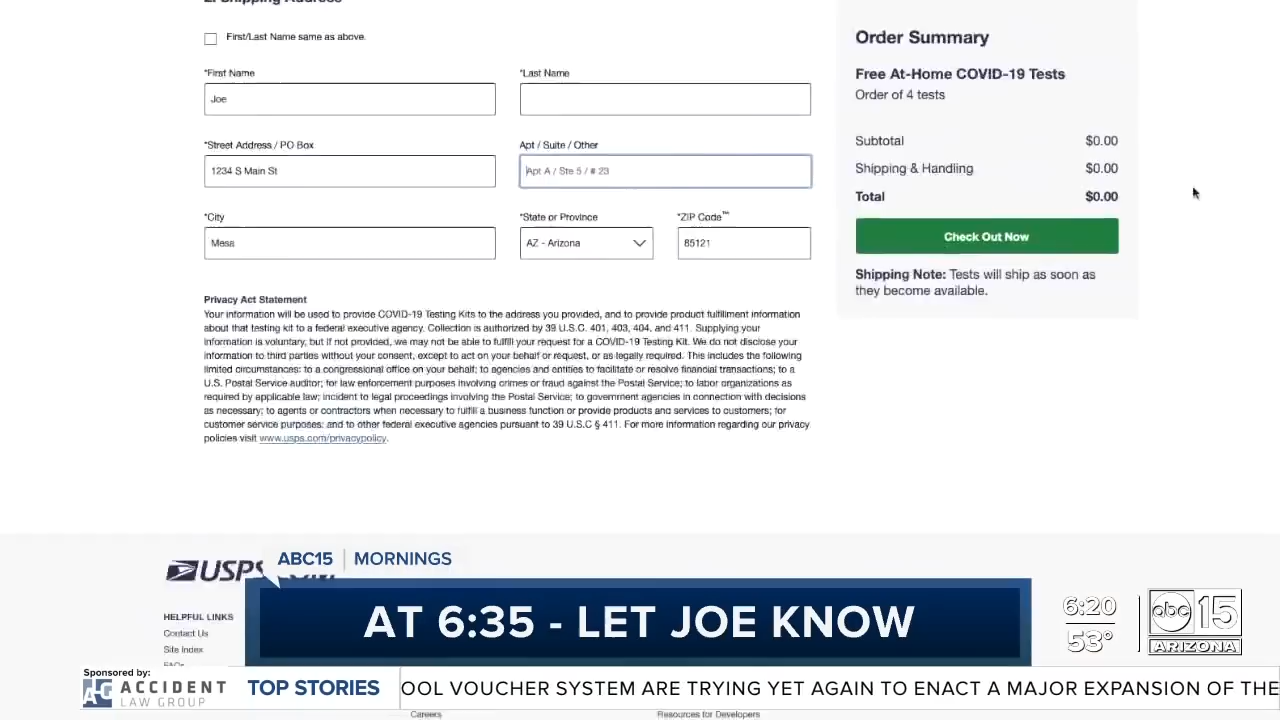 2. Shipping Address
First/Last Name same as above.
*First Name
*Last Name
Joe
*Street Address / PO Box
Apt / Suite / Other
1234 S Main St
Apt A / Ste 5 / # 23
*City
*State or Province
*ZIP Code™
Mesa
AZ - Arizona
85121
Privacy Act Statement
Your information will be used to provide COVID-19 Testing Kits to the address you provided, and to provide product fulfillment information
about that testing kit to a federal executive agency. Collection is authorized by 39 U.S.C. 401, 403, 404, and 411. Supplying your
information is voluntary, but if not provided, we may not be able to fulfill your request for a COVID-19 Testing Kit. We do not disclose your
information to third parties without your consent, except to act on your behalf or request, or as legally required. This includes the following
limited circumstances: to a congressional office on your behalf; to agencies and entities to facilitate or resolve financial transactions; to a
U.S. Postal Service auditor; for law enforcement purposes involving crimes or fraud against the Postal Service; to labor organizations as
required by applicable law; incident to legal proceedings involving the Postal Service; to government agencies in connection with decisions
as necessary; to agents or contractors when necessary to fulfill a business function or provide products and services to customers; for
customer service purposes; and to other federal executive agencies pursuant to 39 U.S.C § 411. For more information regarding our privacy
policies visit www.usps.com/privacypolicy.
Order Summary
Free At-Home COVID-19 Tests
Order of 4 tests
Subtotal $0.00
Shipping & Handling $0.00
Total $0.00
Check Out Now
Shipping Note: Tests will ship as soon as
they become available.
USPS
HELPFUL LINKS
Contact Us
Site Index
FAQs
ABC15 | MORNINGS
AT 6:35 - LET JOE KNOW
6:20
53°
abc 15
ARIZONA
Sponsored by:
AG ACCIDENT
LAW GROUP
TOP STORIES
OOL VOUCHER SYSTEM ARE TRYING YET AGAIN TO ENACT A MAJOR EXPANSION OF THE
Careers
Resources for Developers